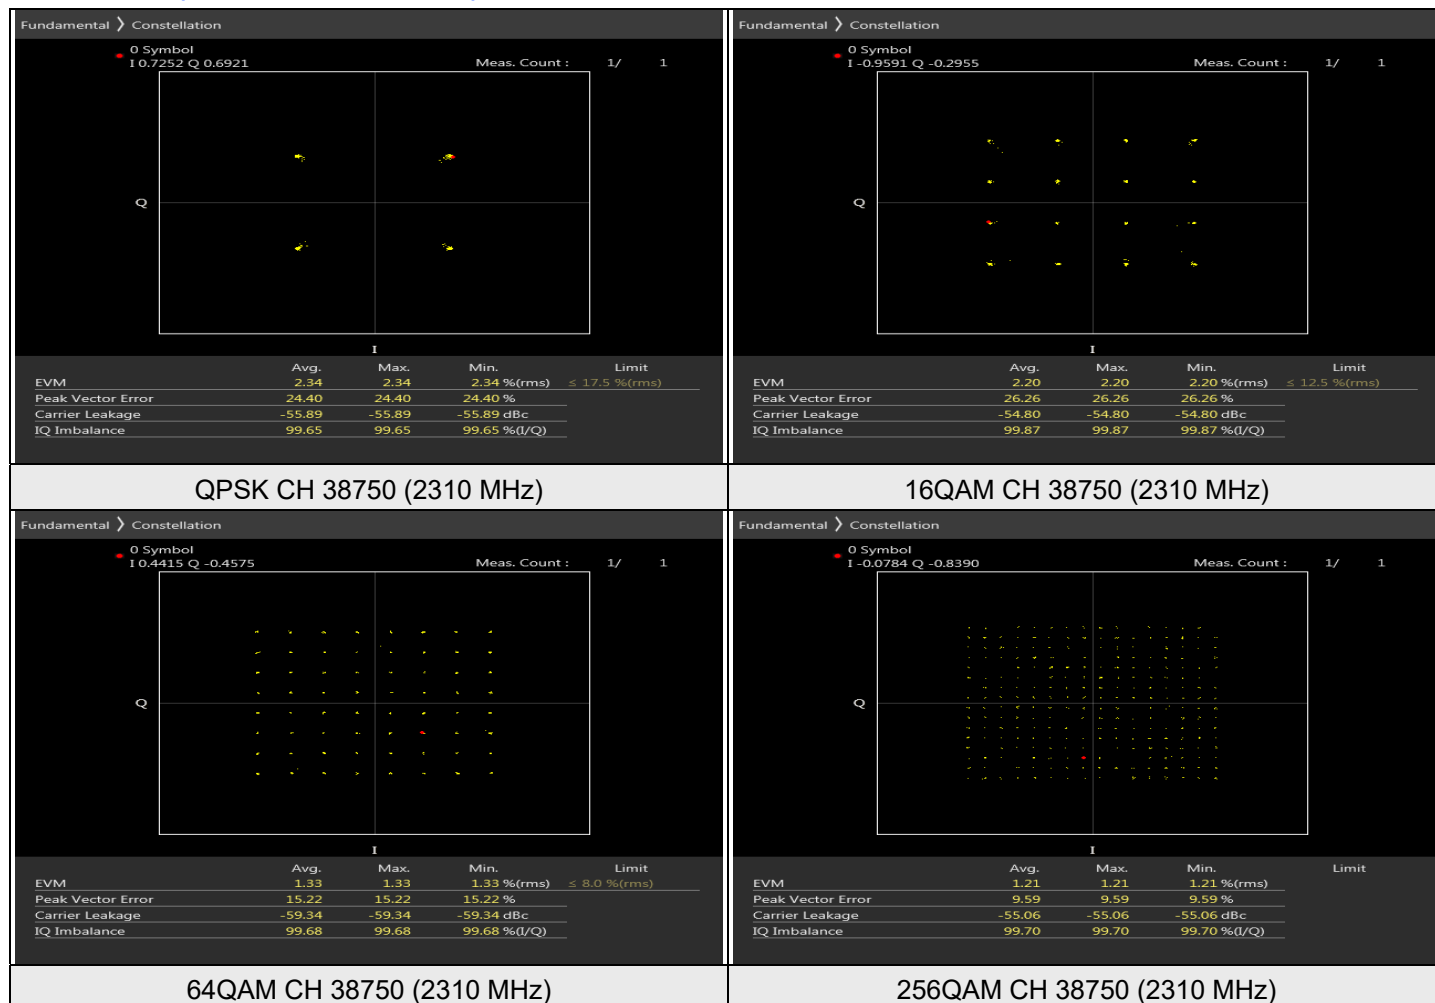 Fundamental ❯ Constellation
0 Symbol
I 0.7252 Q 0.6921 Meas. Count : 1/ 1
Q
I
Avg. Max. Min. Limit
EVM 2.34 2.34 2.34 %(rms) ≤ 17.5 %(rms)
Peak Vector Error 24.40 24.40 24.40 %
Carrier Leakage -55.89 -55.89 -55.89 dBc
IQ Imbalance 99.65 99.65 99.65 %(I/Q)
QPSK CH 38750 (2310 MHz)
Fundamental ❯ Constellation
0 Symbol
I -0.9591 Q -0.2955 Meas. Count : 1/ 1
Q
I
Avg. Max. Min. Limit
EVM 2.20 2.20 2.20 %(rms) ≤ 12.5 %(rms)
Peak Vector Error 26.26 26.26 26.26 %
Carrier Leakage -54.80 -54.80 -54.80 dBc
IQ Imbalance 99.87 99.87 99.87 %(I/Q)
16QAM CH 38750 (2310 MHz)
Fundamental ❯ Constellation
0 Symbol
I 0.4415 Q -0.4575 Meas. Count : 1/ 1
Q
I
Avg. Max. Min. Limit
EVM 1.33 1.33 1.33 %(rms) ≤ 8.0 %(rms)
Peak Vector Error 15.22 15.22 15.22 %
Carrier Leakage -59.34 -59.34 -59.34 dBc
IQ Imbalance 99.68 99.68 99.68 %(I/Q)
64QAM CH 38750 (2310 MHz)
Fundamental ❯ Constellation
0 Symbol
I -0.0784 Q -0.8390 Meas. Count : 1/ 1
Q
I
Avg. Max. Min. Limit
EVM 1.21 1.21 1.21 %(rms)
Peak Vector Error 9.59 9.59 9.59 %
Carrier Leakage -55.06 -55.06 -55.06 dBc
IQ Imbalance 99.70 99.70 99.70 %(I/Q)
256QAM CH 38750 (2310 MHz)